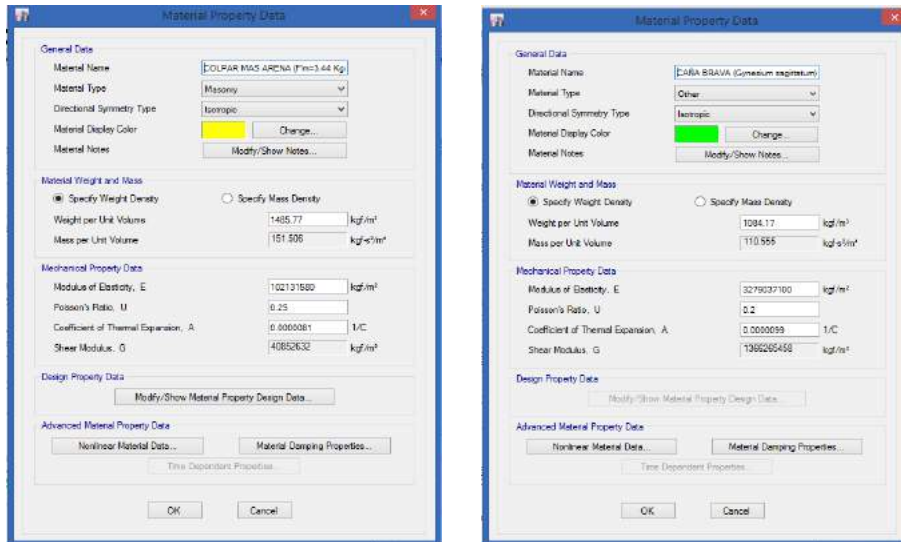 Material Property Data
General Data
Material Name COLPAR MAS ARENA (F'm=3.44 Kg/
Material Type Masonry
Directional Symmetry Type Isotropic
Material Display Color Change...
Material Notes Modify/Show Notes...
Material Weight and Mass
Specify Weight Density Specify Mass Density
Weight per Unit Volume 1485.77 kgf/m³
Mass per Unit Volume 151.506 kgf-s²/m⁴
Mechanical Property Data
Modulus of Elasticity, E 102131580 kgf/m²
Poisson's Ratio, U 0.25
Coefficient of Thermal Expansion, A 0.0000081 1/C
Shear Modulus, G 40852632 kgf/m²
Design Property Data
Modify/Show Material Property Design Data...
Advanced Material Property Data
Nonlinear Material Data... Material Damping Properties...
Time Dependent Properties...
OK Cancel
Material Property Data
General Data
Material Name CAÑA BRAVA (Gynerium sagittatum)
Material Type Other
Directional Symmetry Type Isotropic
Material Display Color Change...
Material Notes Modify/Show Notes...
Material Weight and Mass
Specify Weight Density Specify Mass Density
Weight per Unit Volume 1084.17 kgf/m³
Mass per Unit Volume 110.555 kgf-s²/m⁴
Mechanical Property Data
Modulus of Elasticity, E 3279037100 kgf/m²
Poisson's Ratio, U 0.2
Coefficient of Thermal Expansion, A 0.0000099 1/C
Shear Modulus, G 1366265458 kgf/m²
Design Property Data
Modify/Show Material Property Design Data...
Advanced Material Property Data
Nonlinear Material Data... Material Damping Properties...
Time Dependent Properties...
OK Cancel